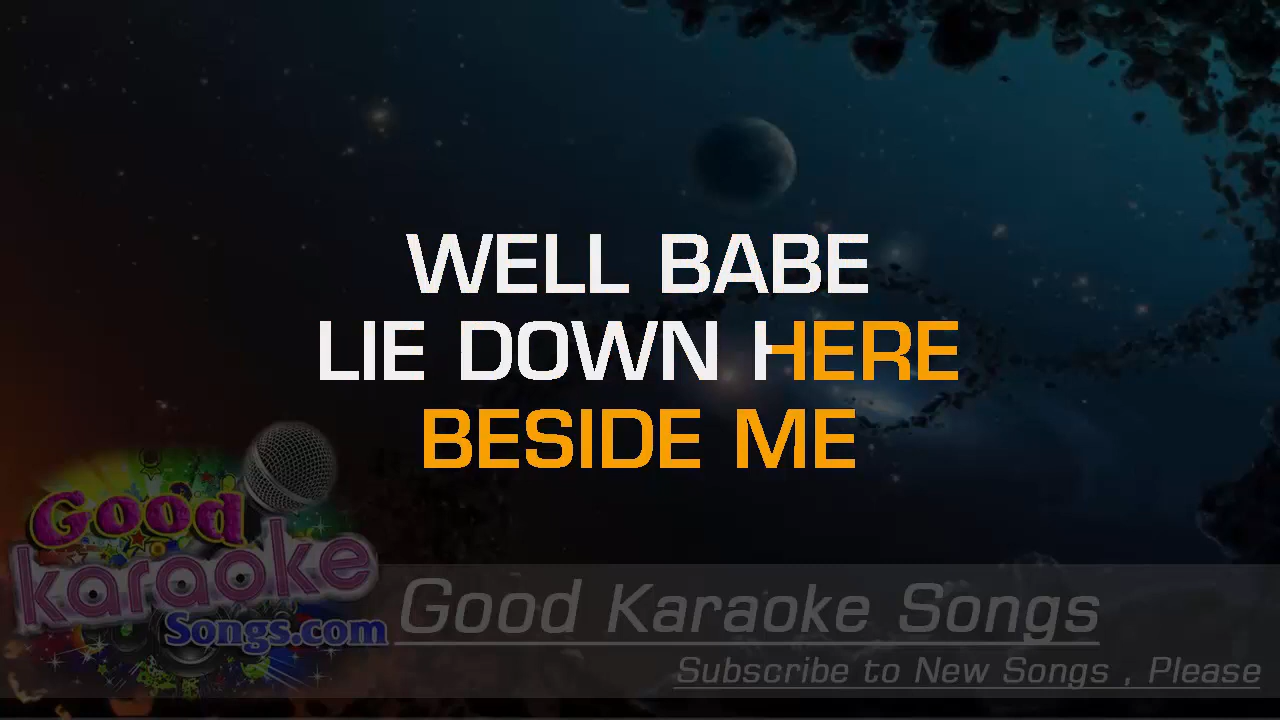 WELL BABE
LIE DOWN HERE
BESIDE ME
Good
karaoke
Songs.com
Good Karaoke Songs
Subscribe to New Songs , Please